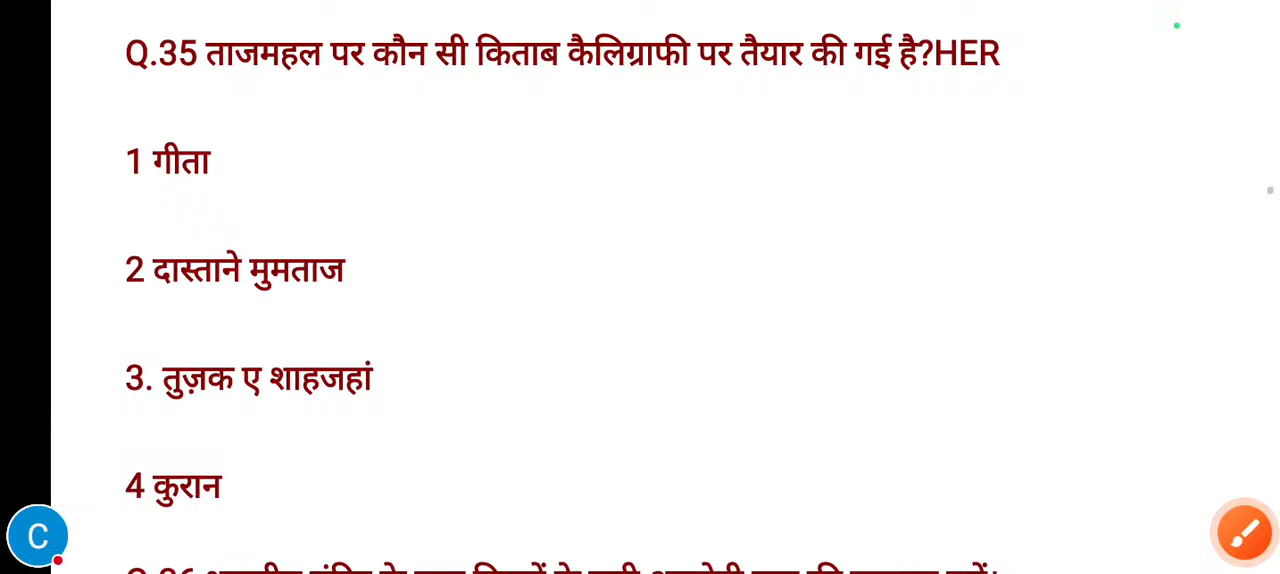 Q.35 ताजमहल पर कौन सी किताब कैलिग्राफी पर तैयार की गई है?HER
1 गीता
2 दास्ताने मुमताज
3. तुज़क ए शाहजहां
4 कुरान
C